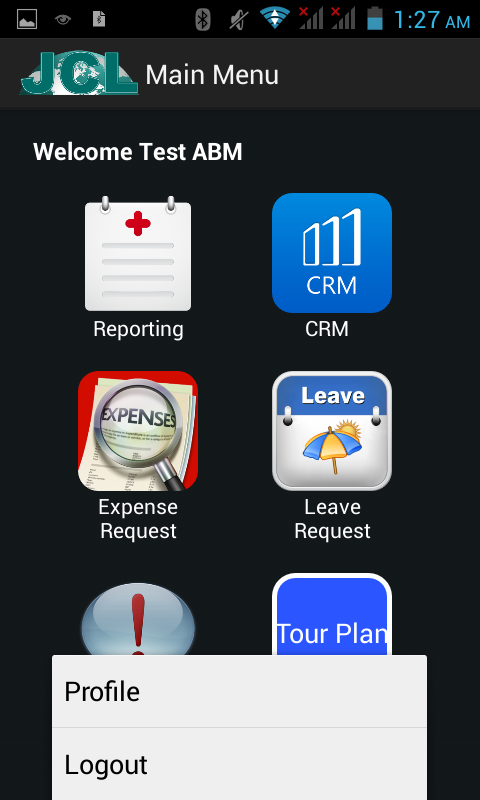 1:27 AM
JCL Main Menu
Welcome Test ABM
CRM
Reporting
CRM
EXPENSES
Leave
Expense
Request
Leave
Request
Tour Plan
Profile
Logout